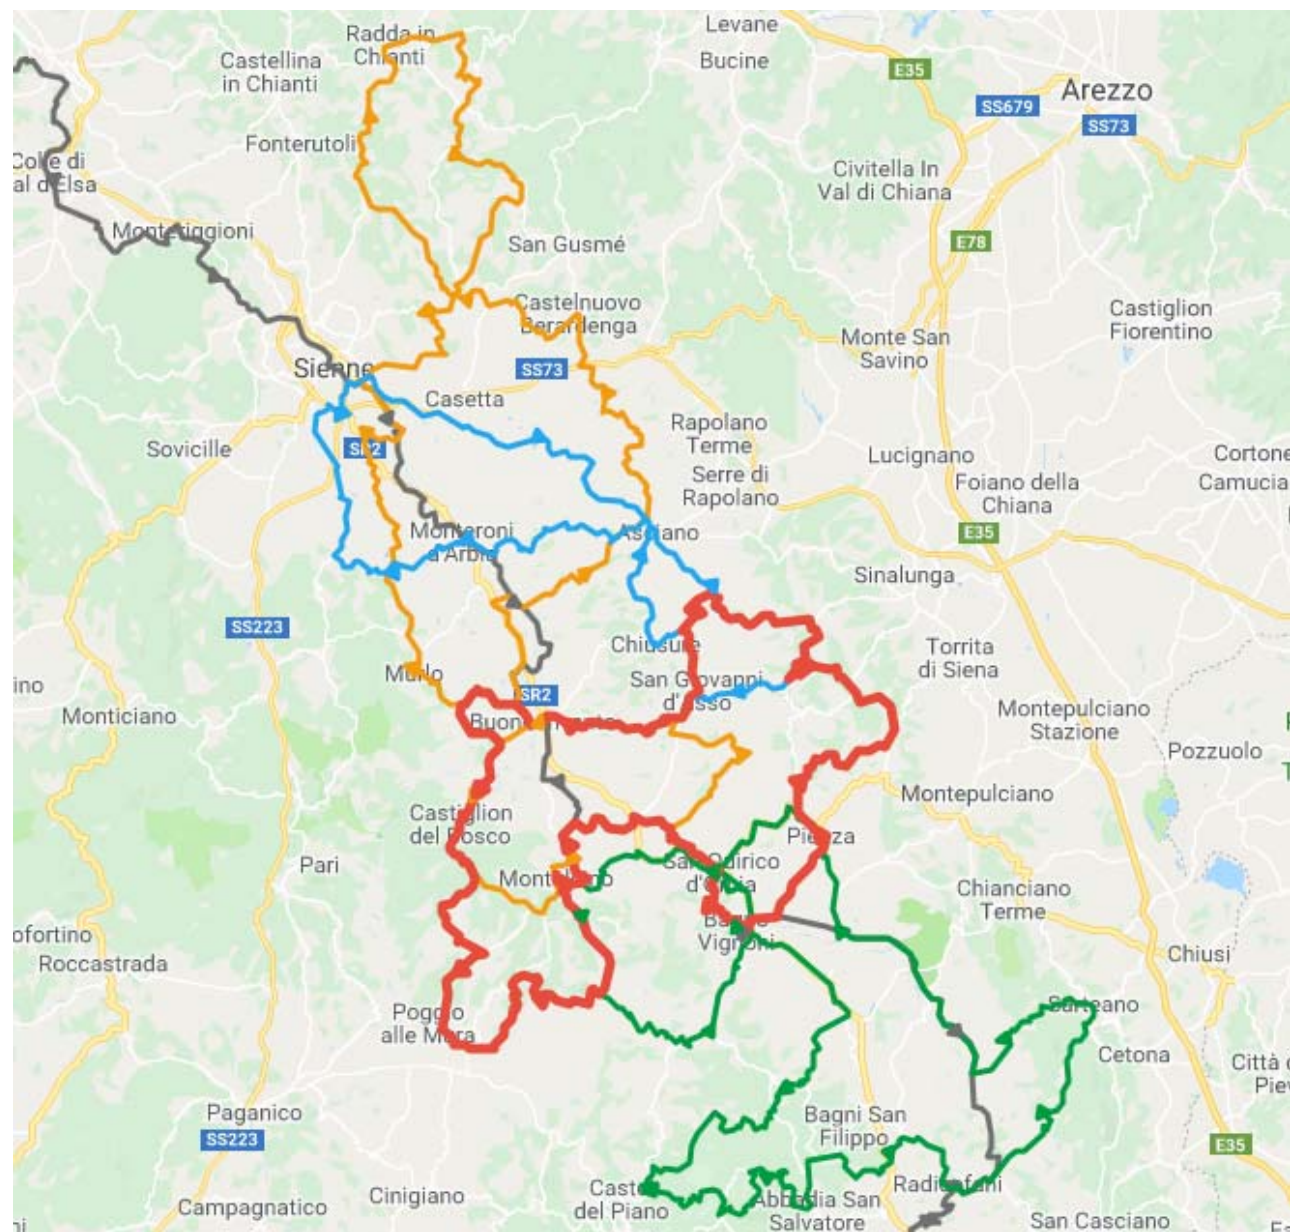 Radda in
Chianti
Levane
Bucine
Castellina
in Chianti
E35
Arezzo
SS679
SS73
Fonterutoli
Colle di
al d'Elsa
Civitella In
Val di Chiana
Monteriggioni
San Gusmé
E78
Castelnuovo
Berardenga
Castiglion
Fiorentino
Monte San
Savino
Sienne
SS73
Casetta
Rapolano
Terme
Sovicille
SR2
Lucignano
Cortone
Camucia
Serre di
Rapolano
Foiano della
Chiana
Monteroni
d'Arbia
Asciano
E35
Sinalunga
SS223
Chiusure
Torrita
di Siena
Murlo
San Giovanni
d'Asso
ino
SR2
Monticiano
Buonconvento
Montepulciano
Stazione
Pozzuolo
Castiglion
del Bosco
Montepulciano
Pienza
Pari
San Quirico
d'Orcia
Montalcino
Chianciano
Terme
ofortino
Bagno
Vignoni
Roccastrada
Chiusi
Poggio
alle Mura
Sarteano
Cetona
Città
Piev
Paganico
SS223
Bagni San
Filippo
E35
Radicofani
Cinigiano
Campagnatico
Castel
del Piano
Abbadia San
Salvatore
San Casciano